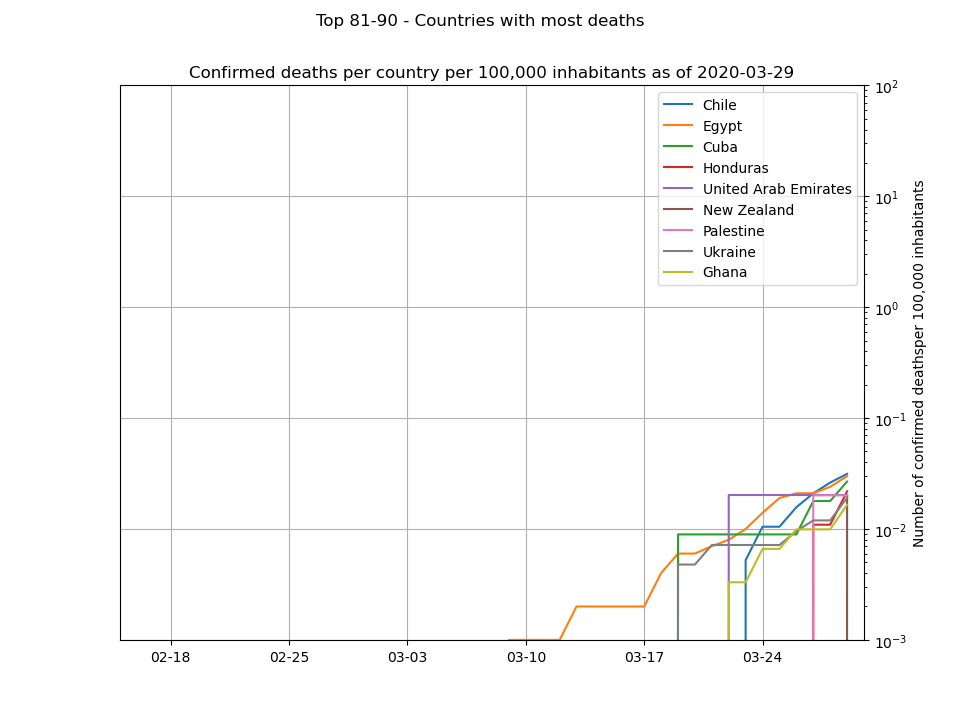 Top 81-90 - Countries with most deaths
Confirmed deaths per country per 100,000 inhabitants as of 2020-03-29
Chile
Egypt
Cuba
Honduras
United Arab Emirates
New Zealand
Palestine
Ukraine
Ghana
10²
10¹
10⁰
10⁻¹
10⁻²
10⁻³
Number of confirmed deathsper 100,000 inhabitants
02-18
02-25
03-03
03-10
03-17
03-24